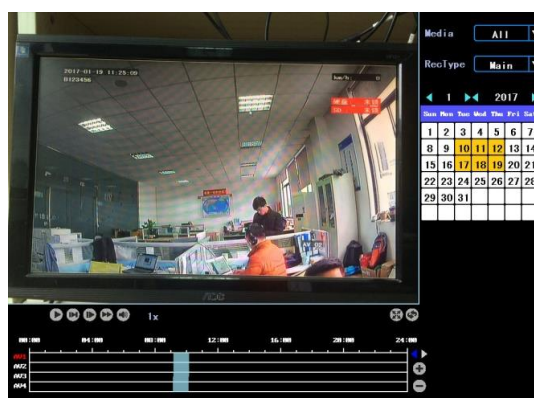 Media All
RecType Main
2017-01-19 11:25:00
B123456
1 2017
Sun Mon Tue Wed Thu Fri Sat
1 2 3 4 5 6 7
8 9 10 11 12 13 14
15 16 17 18 19 20 21
22 23 24 25 26 27 28
29 30 31
AOC
1x
00:00 04:00 08:00 12:00 16:00 20:00 24:00
AV1
AV2
AV3
AV4